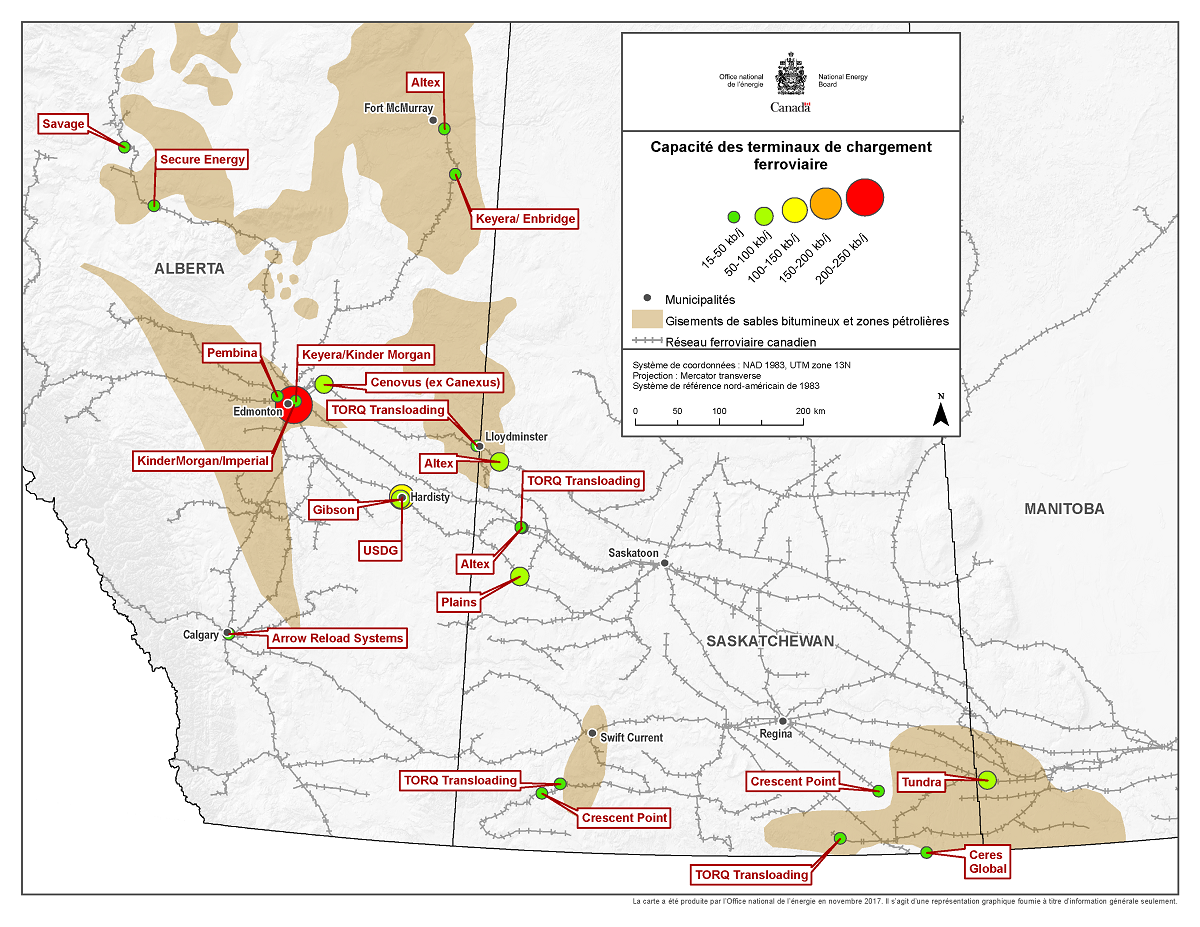 Office national
de l'énergie
National Energy
Board
Canada
Capacité des terminaux de chargement
ferroviaire
15-50 kb/j
50-100 kb/j
100-150 kb/j
150-200 kb/j
200-250 kb/j
Municipalités
Gisements de sables bitumineux et zones pétrolières
Réseau ferroviaire canadien
Système de coordonnées : NAD 1983, UTM zone 13N
Projection : Mercator transverse
Système de référence nord-américain de 1983
0 50 100 200 km
N
Altex
Fort McMurray
Savage
Secure Energy
Keyera/ Enbridge
ALBERTA
Pembina
Keyera/Kinder Morgan
Cenovus (ex Canexus)
Edmonton
TORQ Transloading
Lloydminster
KinderMorgan/Imperial
Altex
TORQ Transloading
Hardisty
Gibson
MANITOBA
USDG
Saskatoon
Altex
Plains
Calgary
Arrow Reload Systems
SASKATCHEWAN
Regina
Swift Current
TORQ Transloading
Crescent Point
Tundra
Crescent Point
Ceres
Global
TORQ Transloading
La carte a été produite par l'Office national de l'énergie en novembre 2017. Il s'agit d'une représentation graphique fournie à titre d'information générale seulement.